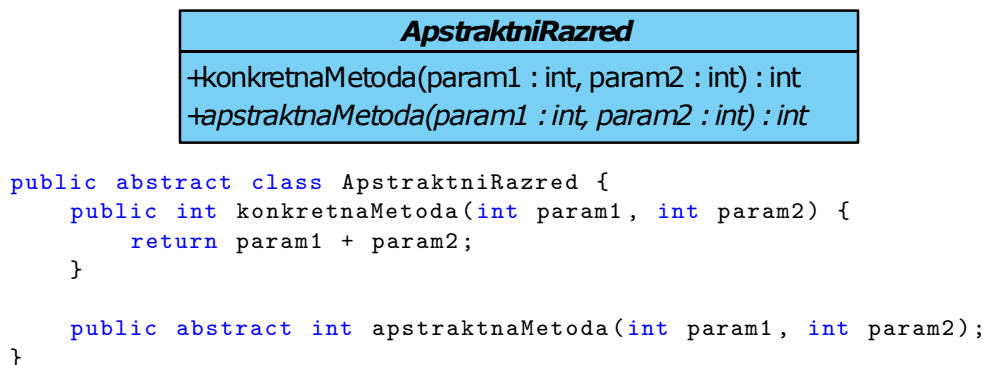 ApstraktniRazred
+konkretnaMetoda(param1 : int, param2 : int) : int
+apstraktnaMetoda(param1 : int, param2 : int) : int
public abstract class ApstraktniRazred {
    public int konkretnaMetoda(int param1, int param2) {
        return param1 + param2;
    }

    public abstract int apstraktnaMetoda(int param1, int param2);
}